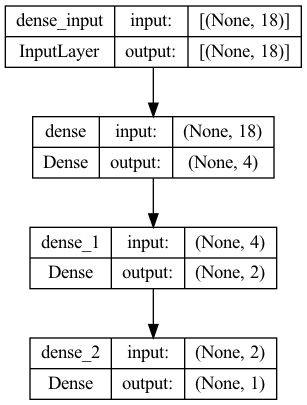 dense_input input: [(None, 18)]
InputLayer output: [(None, 18)]
dense input: (None, 18)
Dense output: (None, 4)
dense_1 input: (None, 4)
Dense output: (None, 2)
dense_2 input: (None, 2)
Dense output: (None, 1)